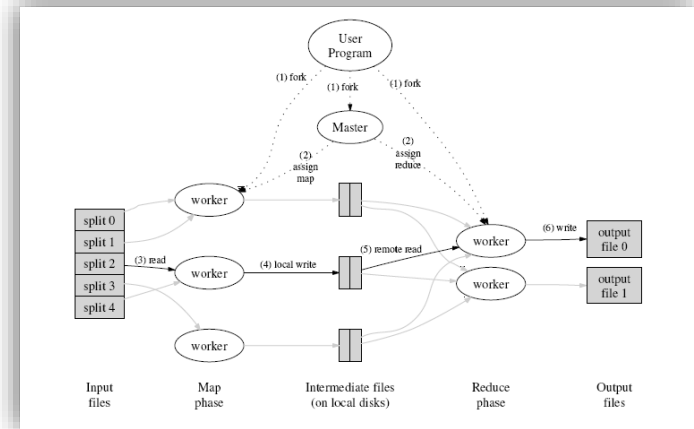 User
Program
(1) fork
(1) fork
(1) fork
Master
(2)
assign
map
(2)
assign
reduce
worker
split 0
split 1
split 2
split 3
split 4
(3) read
worker
(4) local write
(5) remote read
worker
(6) write
output
file 0
worker
output
file 1
worker
Input
files
Map
phase
Intermediate files
(on local disks)
Reduce
phase
Output
files